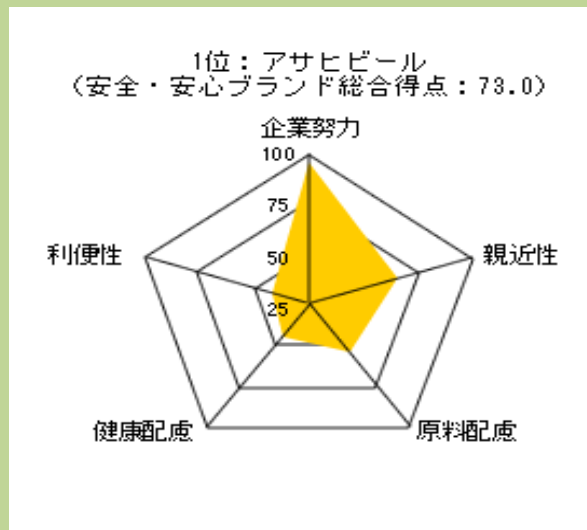 1位：アサヒビール
（安全・安心ブランド総合得点：73.0）
企業努力
100
75
利便性
親近性
50
25
健康配慮
原料配慮